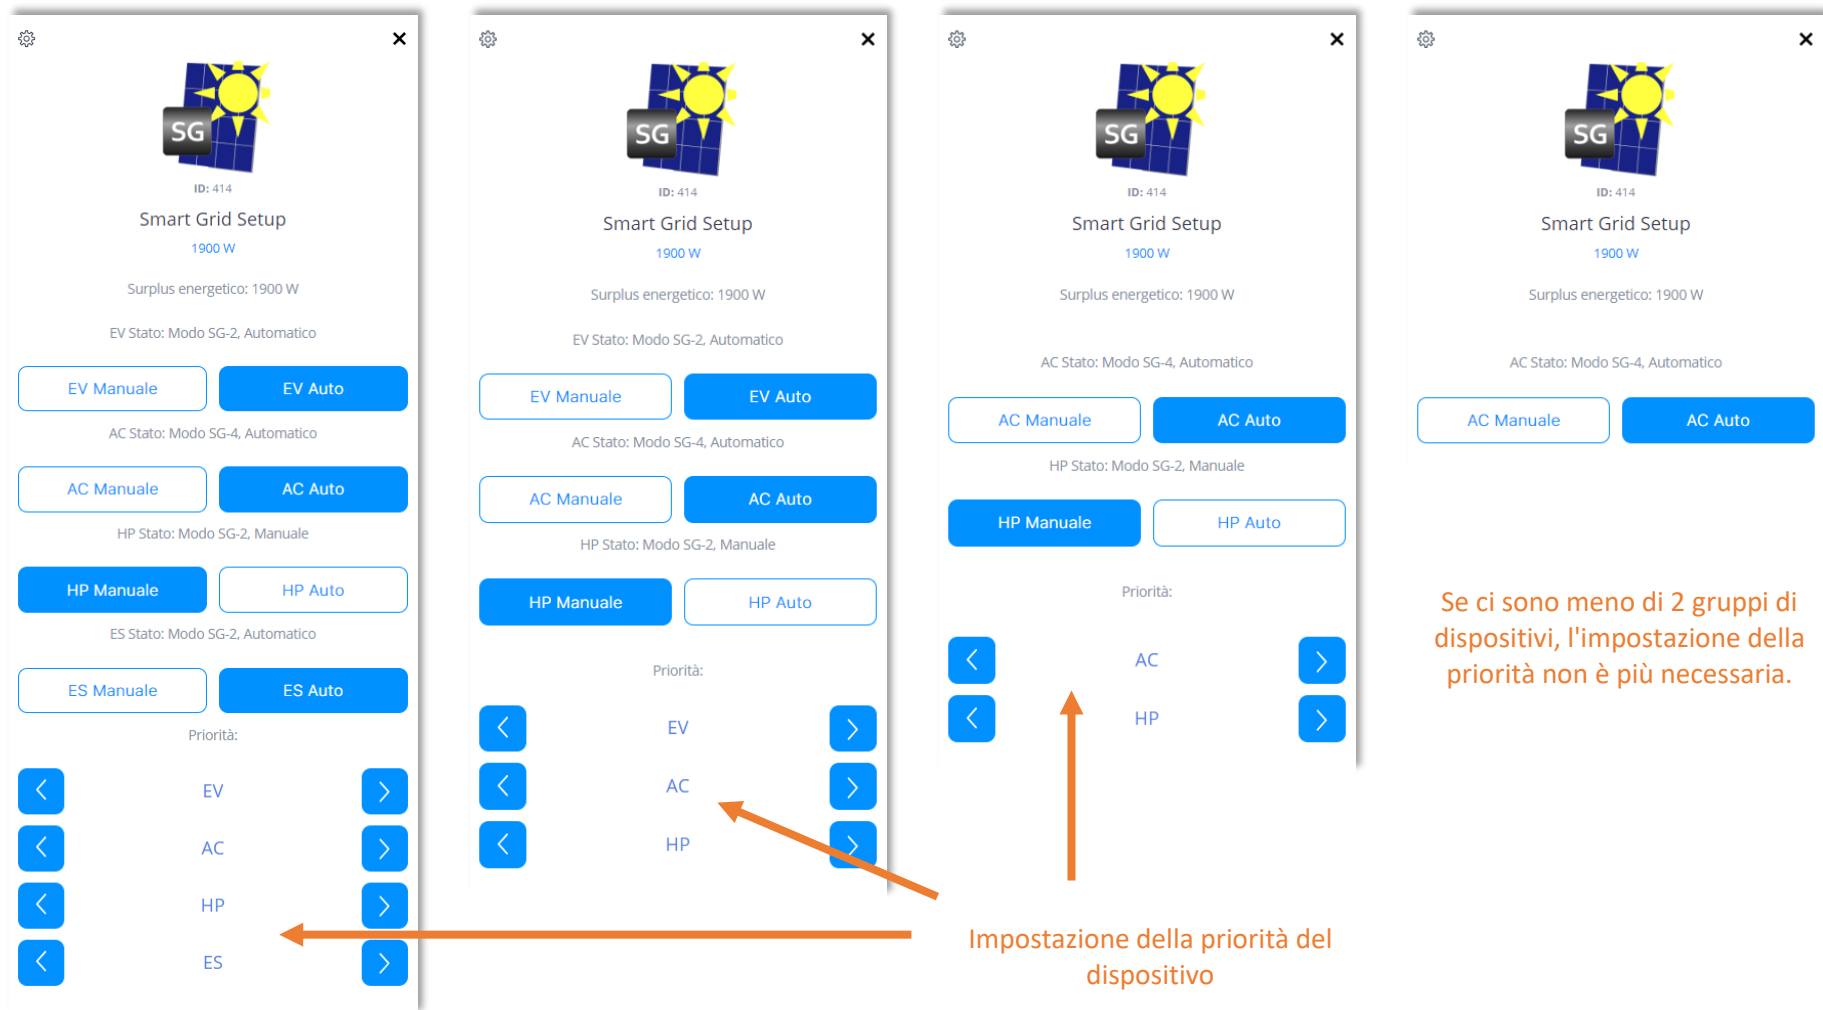 SG
ID: 414
Smart Grid Setup
1900 W
Surplus energetico: 1900 W
EV Stato: Modo SG-2, Automatico
EV Manuale
EV Auto
AC Stato: Modo SG-4, Automatico
AC Manuale
AC Auto
HP Stato: Modo SG-2, Manuale
HP Manuale
HP Auto
ES Stato: Modo SG-2, Automatico
ES Manuale
ES Auto
Priorità:
EV
AC
HP
ES
SG
ID: 414
Smart Grid Setup
1900 W
Surplus energetico: 1900 W
EV Stato: Modo SG-2, Automatico
EV Manuale
EV Auto
AC Stato: Modo SG-4, Automatico
AC Manuale
AC Auto
HP Stato: Modo SG-2, Manuale
HP Manuale
HP Auto
Priorità:
EV
AC
HP
SG
ID: 414
Smart Grid Setup
1900 W
Surplus energetico: 1900 W
AC Stato: Modo SG-4, Automatico
AC Manuale
AC Auto
HP Stato: Modo SG-2, Manuale
HP Manuale
HP Auto
Priorità:
AC
HP
Impostazione della priorità del
dispositivo
SG
ID: 414
Smart Grid Setup
1900 W
Surplus energetico: 1900 W
AC Stato: Modo SG-4, Automatico
AC Manuale
AC Auto
Se ci sono meno di 2 gruppi di
dispositivi, l'impostazione della
priorità non è più necessaria.